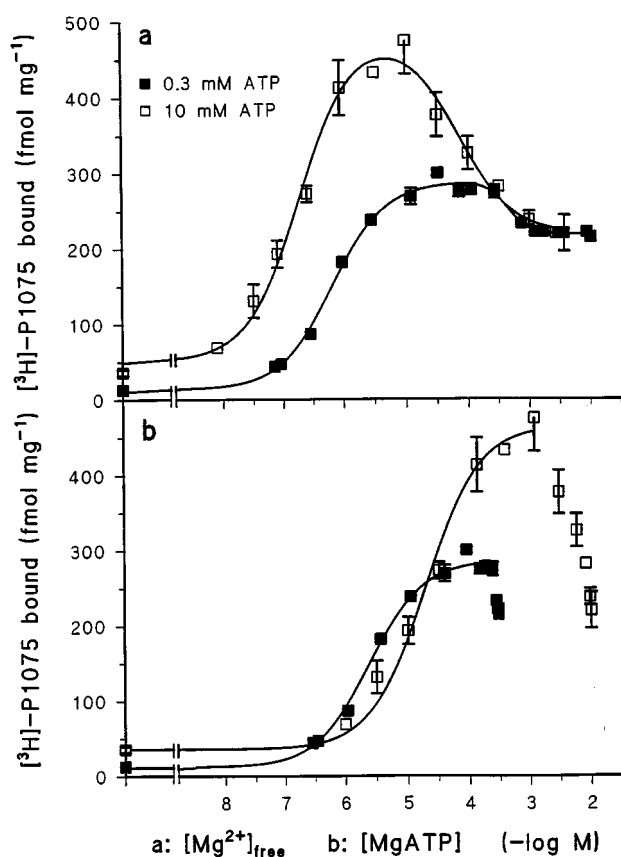 500
a
■ 0.3 mM ATP
□ 10 mM ATP
400
300
200
100
0
[³H]-P1075 bound (fmol mg⁻¹)
b
400
300
200
100
0
[³H]-P1075 bound (fmol mg⁻¹)
8 7 6 5 4 3 2
a: [Mg²⁺]free b: [MgATP] (-log M)